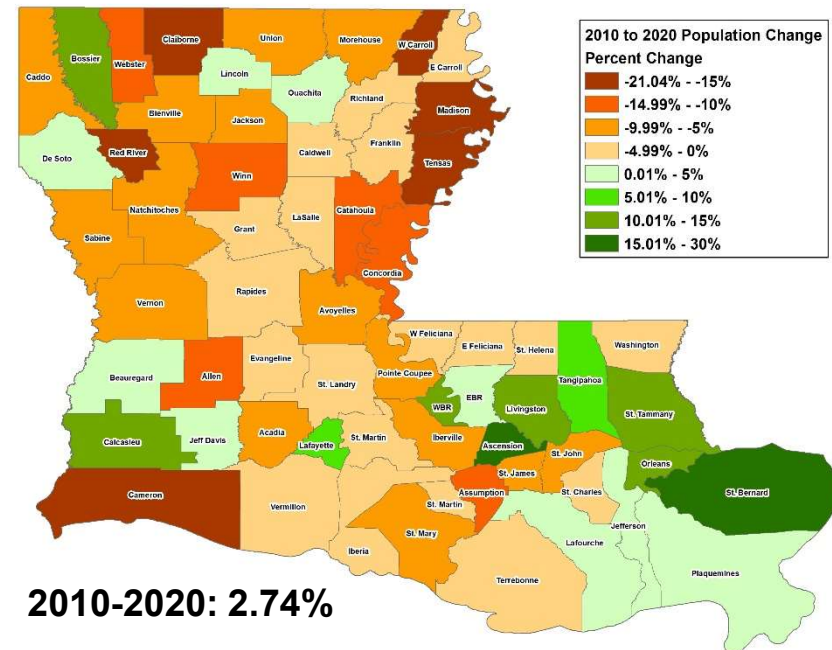 2010 to 2020 Population Change
Percent Change
-21.04% - -15%
-14.99% - -10%
-9.99% - -5%
-4.99% - 0%
0.01% - 5%
5.01% - 10%
10.01% - 15%
15.01% - 30%
Claiborne
Union
Morehouse
W Carroll
E Carroll
Bossier
Webster
Lincoln
Caddo
Ouachita
Richland
Madison
Bienville
Jackson
Franklin
De Soto
Red River
Caldwell
Tensas
Winn
Natchitoches
LaSalle
Catahoula
Sabine
Grant
Concordia
Rapides
Vernon
Avoyelles
W Feliciana
E Feliciana
St. Helena
Washington
Evangeline
Pointe Coupee
Beauregard
Allen
St. Landry
EBR
Tangipahoa
WBR
Livingston
St. Tammany
Calcasieu
Jeff Davis
Acadia
Lafayette
St. Martin
Iberville
Ascension
St. John
Orleans
St. James
Cameron
Assumption
St. Charles
St. Bernard
Vermilion
St. Martin
Jefferson
St. Mary
Iberia
Lafourche
Terrebonne
Plaquemines
2010-2020: 2.74%